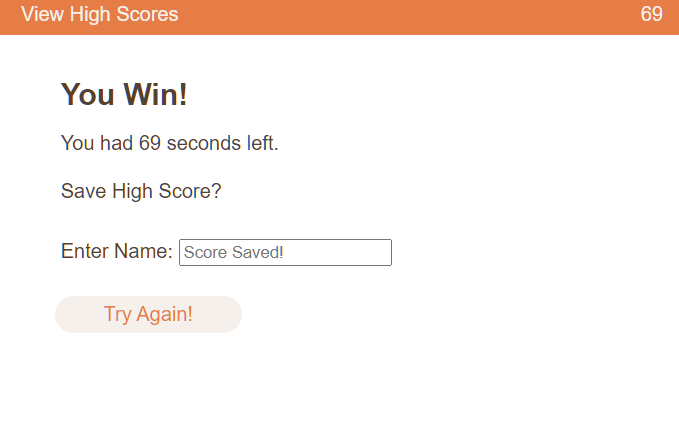 View High Scores 69
You Win!
You had 69 seconds left.
Save High Score?
Enter Name: Score Saved!
Try Again!